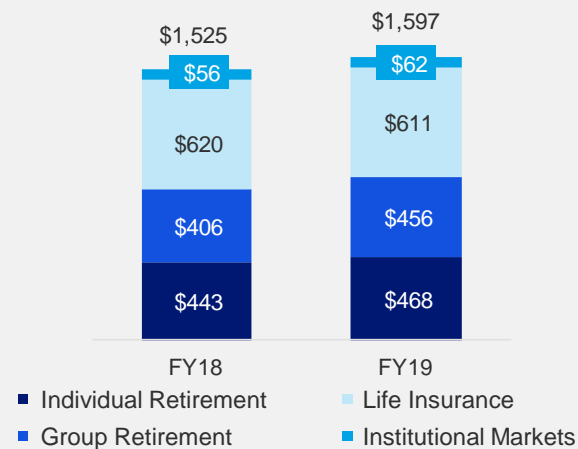 $1,525
$1,597
$56
$62
$620
$611
$406
$456
$443
$468
FY18
FY19
Individual Retirement
Life Insurance
Group Retirement
Institutional Markets